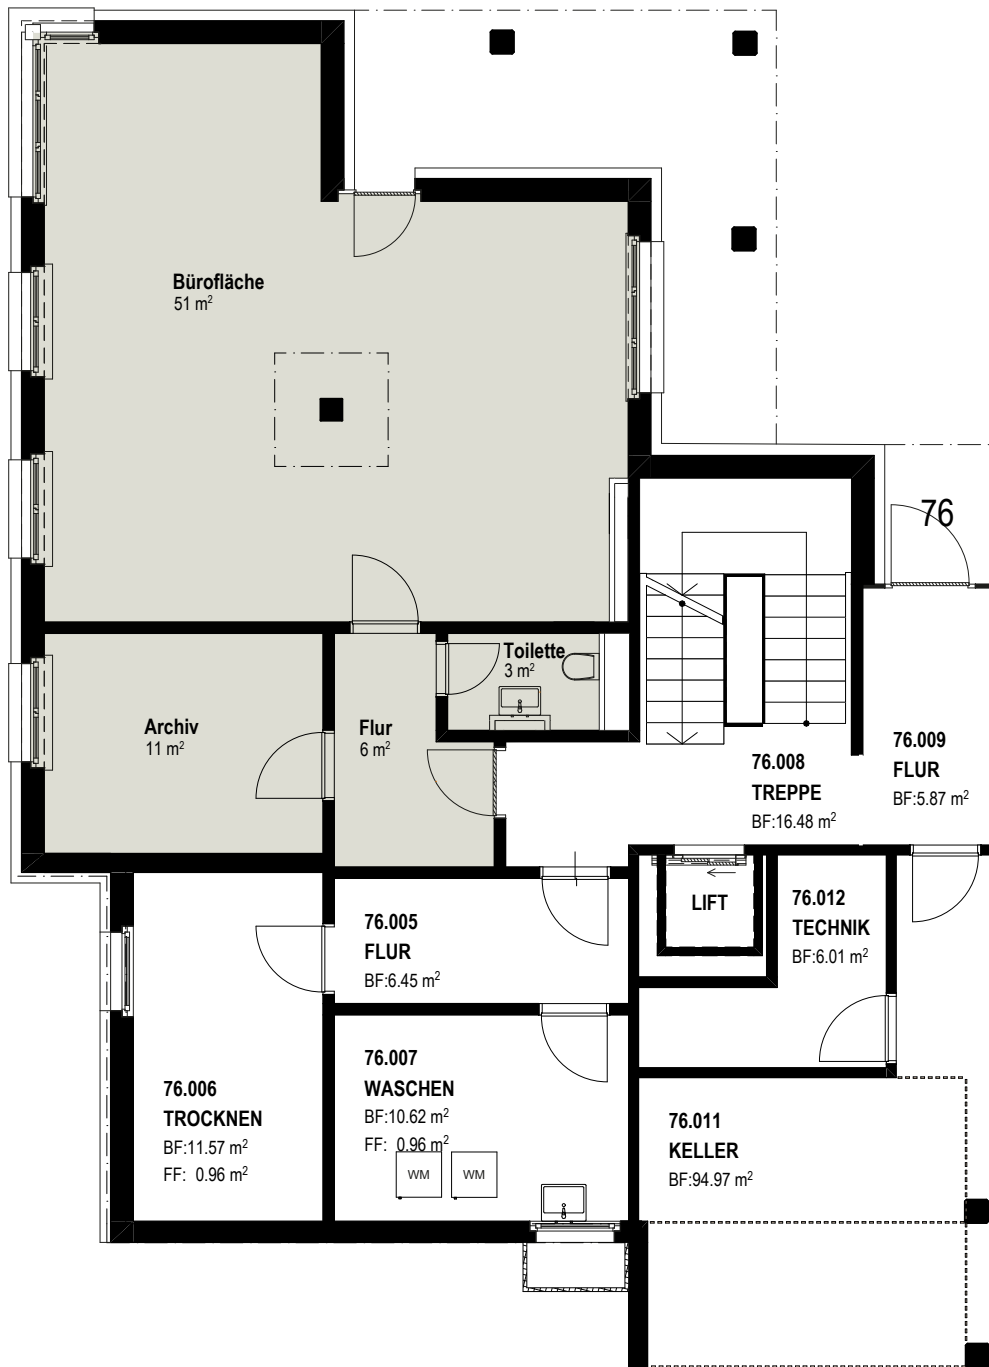 Bürofläche
51 m²
76
Toilette
3 m²
Archiv
11 m²
Flur
6 m²
76.008
TREPPE
BF:16.48 m²
76.009
FLUR
BF:5.87 m²
76.005
FLUR
BF:6.45 m²
LIFT
76.012
TECHNIK
BF:6.01 m²
76.006
TROCKNEN
BF:11.57 m²
FF: 0.96 m²
76.007
WASCHEN
BF:10.62 m²
FF: 0.96 m²
WM
WM
76.011
KELLER
BF:94.97 m²